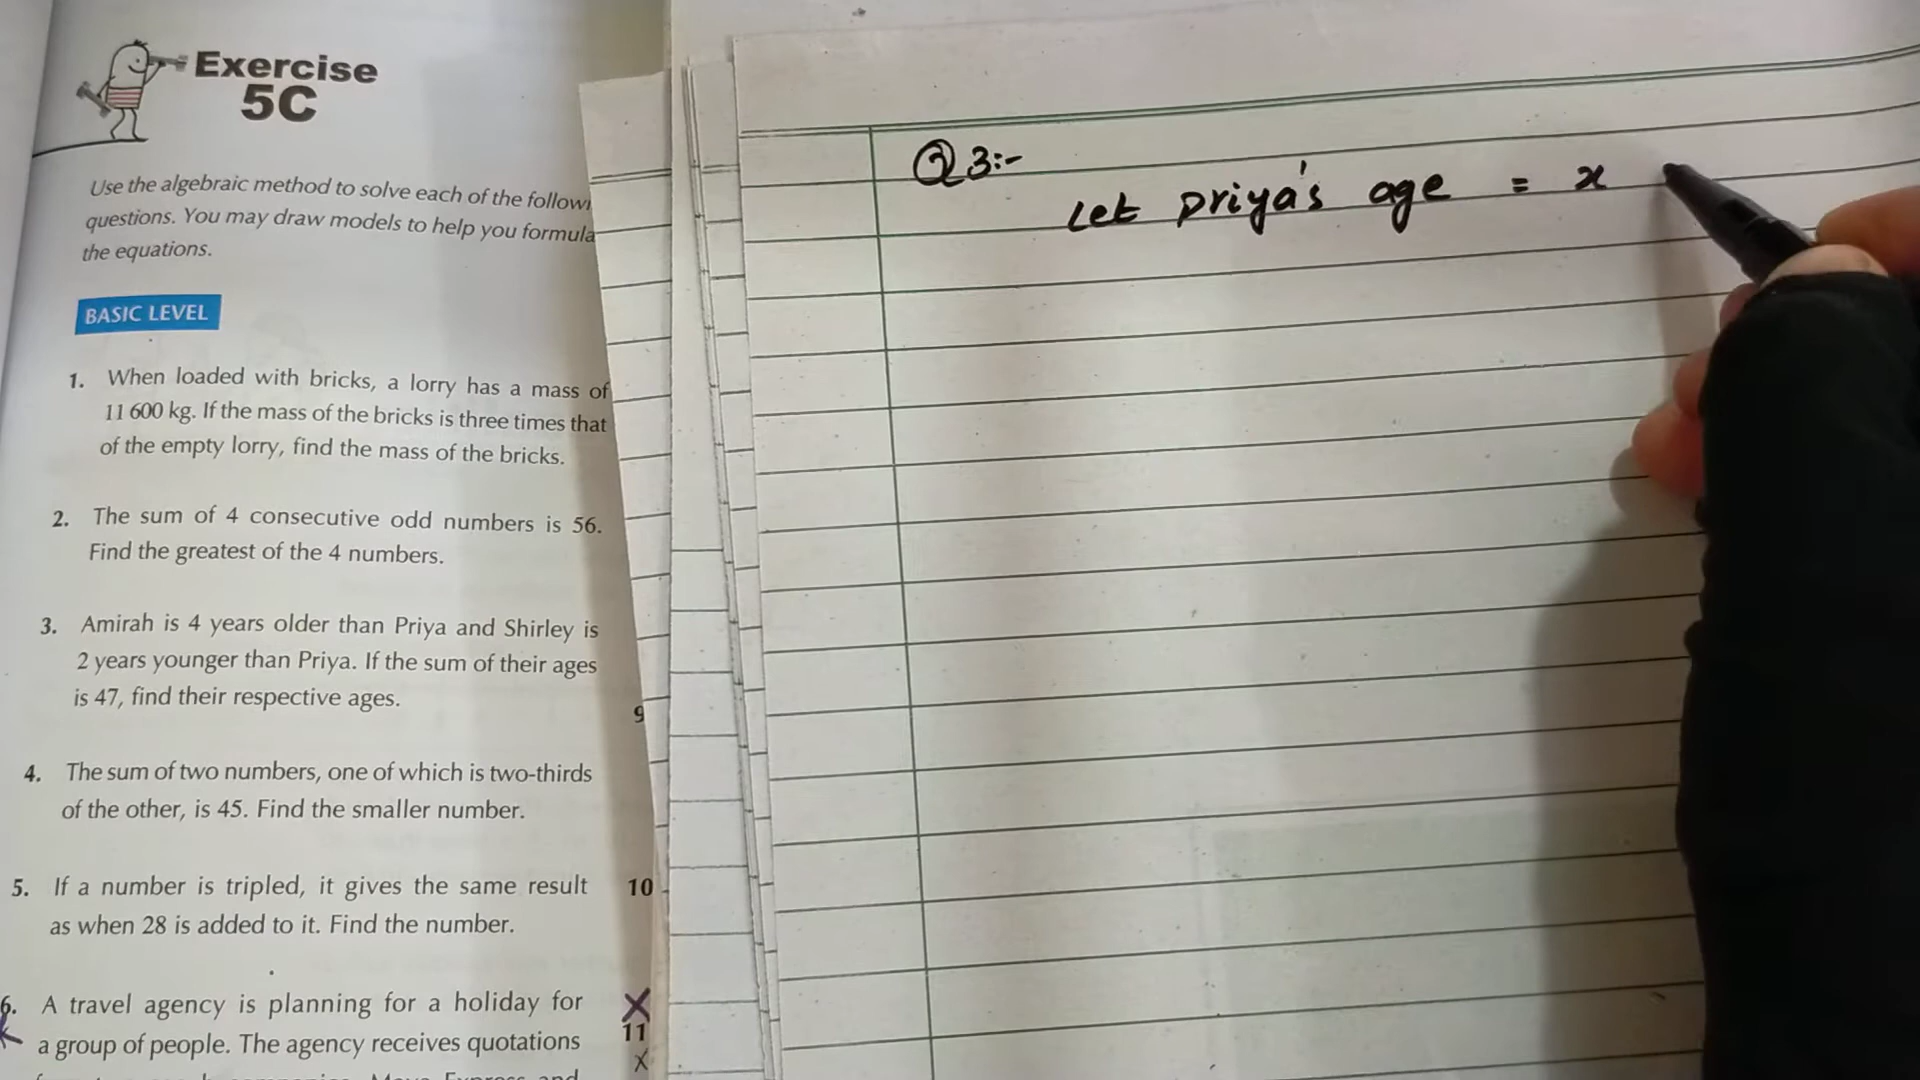 Exercise
5C
Use the algebraic method to solve each of the followi
questions. You may draw models to help you formula
the equations.
BASIC LEVEL
1. When loaded with bricks, a lorry has a mass of
11 600 kg. If the mass of the bricks is three times that
of the empty lorry, find the mass of the bricks.
2. The sum of 4 consecutive odd numbers is 56.
Find the greatest of the 4 numbers.
3. Amirah is 4 years older than Priya and Shirley is
2 years younger than Priya. If the sum of their ages
is 47, find their respective ages.
4. The sum of two numbers, one of which is two-thirds
of the other, is 45. Find the smaller number.
5. If a number is tripled, it gives the same result
as when 28 is added to it. Find the number.
6. A travel agency is planning for a holiday for
a group of people. The agency receives quotations
9
10
11
Q3:-
Let Priya's age = x